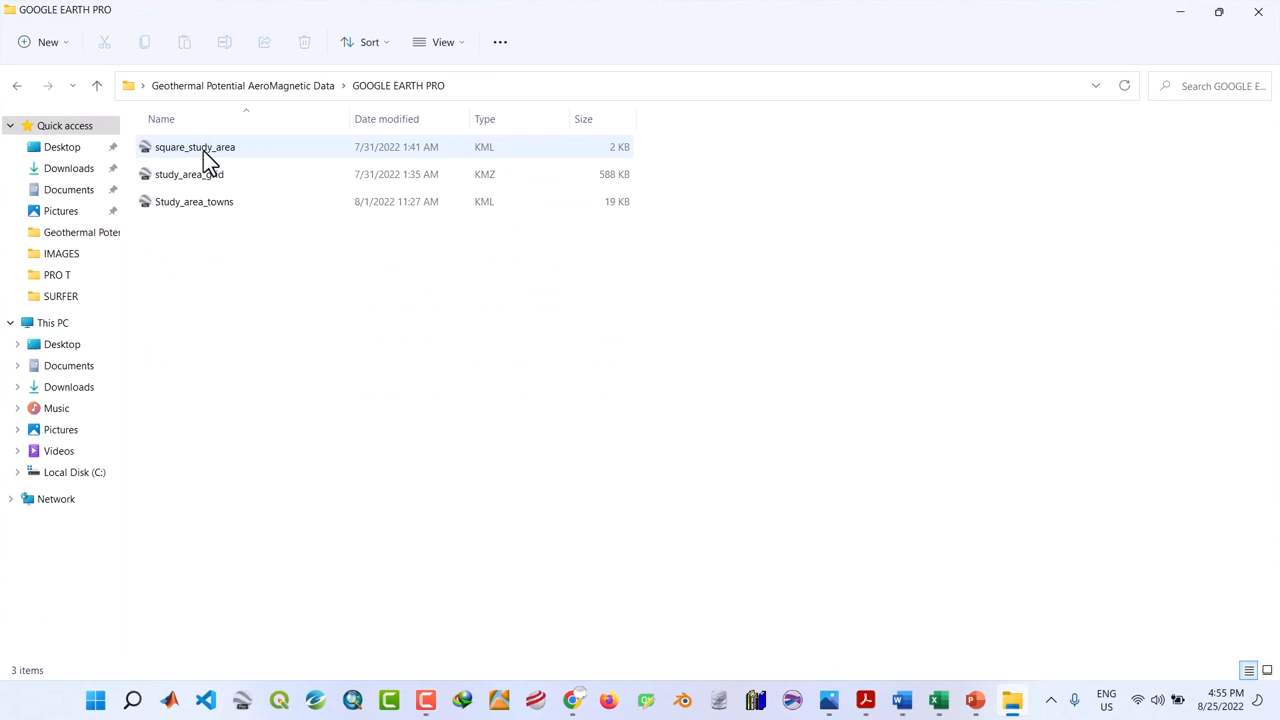 GOOGLE EARTH PRO
New Sort View
Geothermal Potential AeroMagnetic Data GOOGLE EARTH PRO Search GOOGLE E...
Name Date modified Type Size
Quick access
Desktop
Downloads
Documents
Pictures
Geothermal Poter
IMAGES
PRO T
SURFER
This PC
Desktop
Documents
Downloads
Music
Pictures
Videos
Local Disk (C:)
Network
square_study_area 7/31/2022 1:41 AM KML 2 KB
study_area_grid 7/31/2022 1:35 AM KMZ 588 KB
Study_area_towns 8/1/2022 11:27 AM KML 19 KB
3 items
ENG
US
4:55 PM
8/25/2022